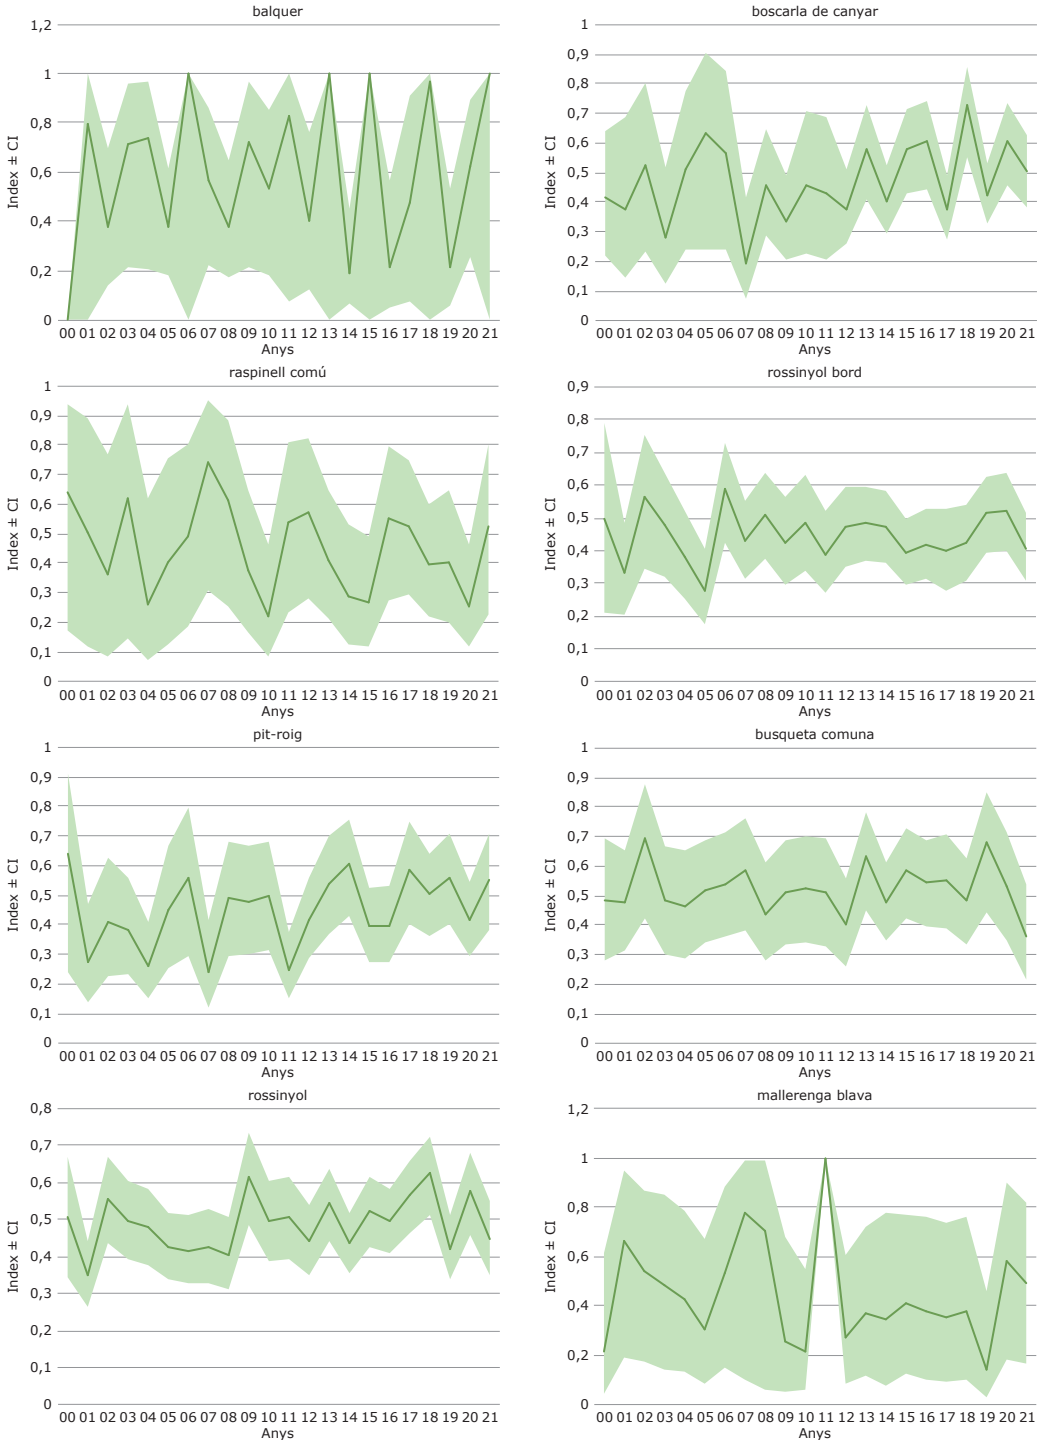 balquer
1,2
1
0,8
0,6
0,4
0,2
0
Index ± CI
00 01 02 03 04 05 06 07 08 09 10 11 12 13 14 15 16 17 18 19 20 21
Anys
boscarla de canyar
1
0,9
0,8
0,7
0,6
0,5
0,4
0,3
0,2
0,1
0
Index ± CI
00 01 02 03 04 05 06 07 08 09 10 11 12 13 14 15 16 17 18 19 20 21
Anys
raspinell comú
1
0,9
0,8
0,7
0,6
0,5
0,4
0,3
0,2
0,1
0
Index ± CI
00 01 02 03 04 05 06 07 08 09 10 11 12 13 14 15 16 17 18 19 20 21
Anys
rossinyol bord
0,9
0,8
0,7
0,6
0,5
0,4
0,3
0,2
0,1
0
Index ± CI
00 01 02 03 04 05 06 07 08 09 10 11 12 13 14 15 16 17 18 19 20 21
Anys
pit-roig
1
0,9
0,8
0,7
0,6
0,5
0,4
0,3
0,2
0,1
0
Index ± CI
00 01 02 03 04 05 06 07 08 09 10 11 12 13 14 15 16 17 18 19 20 21
Anys
busqueta comuna
1
0,9
0,8
0,7
0,6
0,5
0,4
0,3
0,2
0,1
0
Index ± CI
00 01 02 03 04 05 06 07 08 09 10 11 12 13 14 15 16 17 18 19 20 21
Anys
rossinyol
0,8
0,7
0,6
0,5
0,4
0,3
0,2
0,1
0
Index ± CI
00 01 02 03 04 05 06 07 08 09 10 11 12 13 14 15 16 17 18 19 20 21
Anys
mallerenga blava
1,2
1
0,8
0,6
0,4
0,2
0
Index ± CI
00 01 02 03 04 05 06 07 08 09 10 11 12 13 14 15 16 17 18 19 20 21
Anys